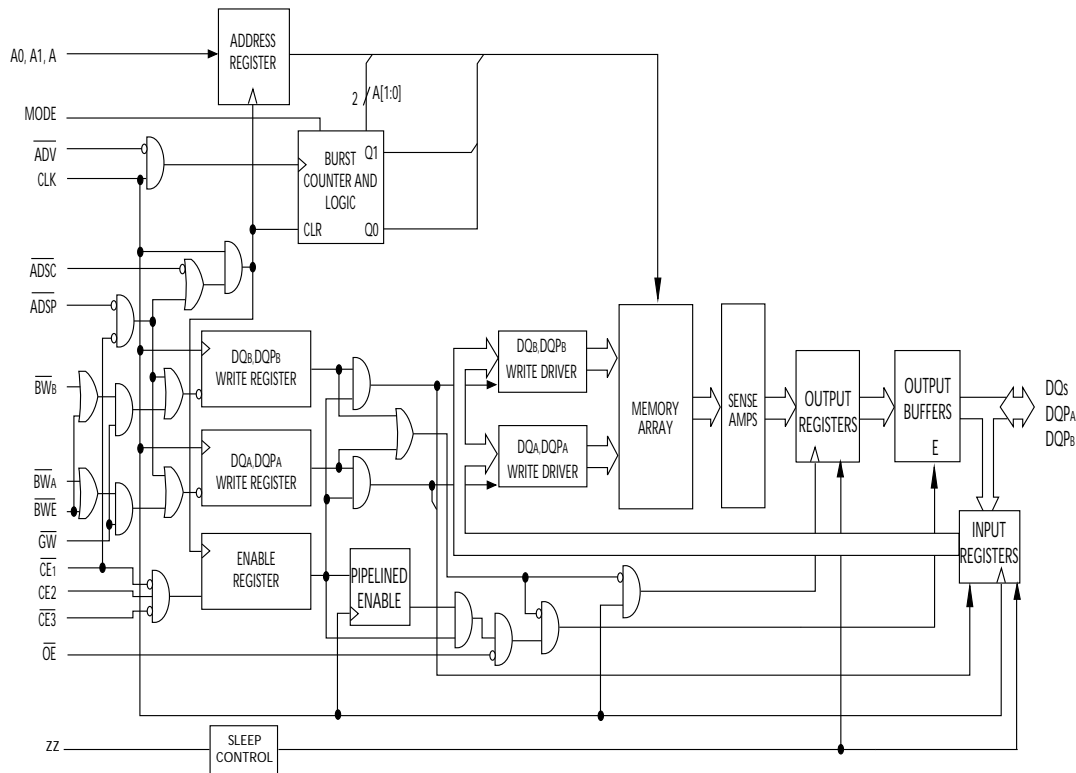 A0, A1, A
ADDRESS
REGISTER
2
A[1:0]
MODE
ADV
CLK
BURST
COUNTER AND
LOGIC
Q1
CLR
Q0
ADSC
ADSP
DQB,DQPB
WRITE REGISTER
DQB,DQPB
WRITE DRIVER
MEMORY
ARRAY
SENSE
AMPS
OUTPUT
REGISTERS
OUTPUT
BUFFERS
E
DQS
DQPA
DQPB
BWB
DQA,DQPA
WRITE REGISTER
DQA,DQPA
WRITE DRIVER
BWA
BWE
GW
CE1
CE2
CE3
ENABLE
REGISTER
PIPELINED
ENABLE
INPUT
REGISTERS
OE
ZZ
SLEEP
CONTROL